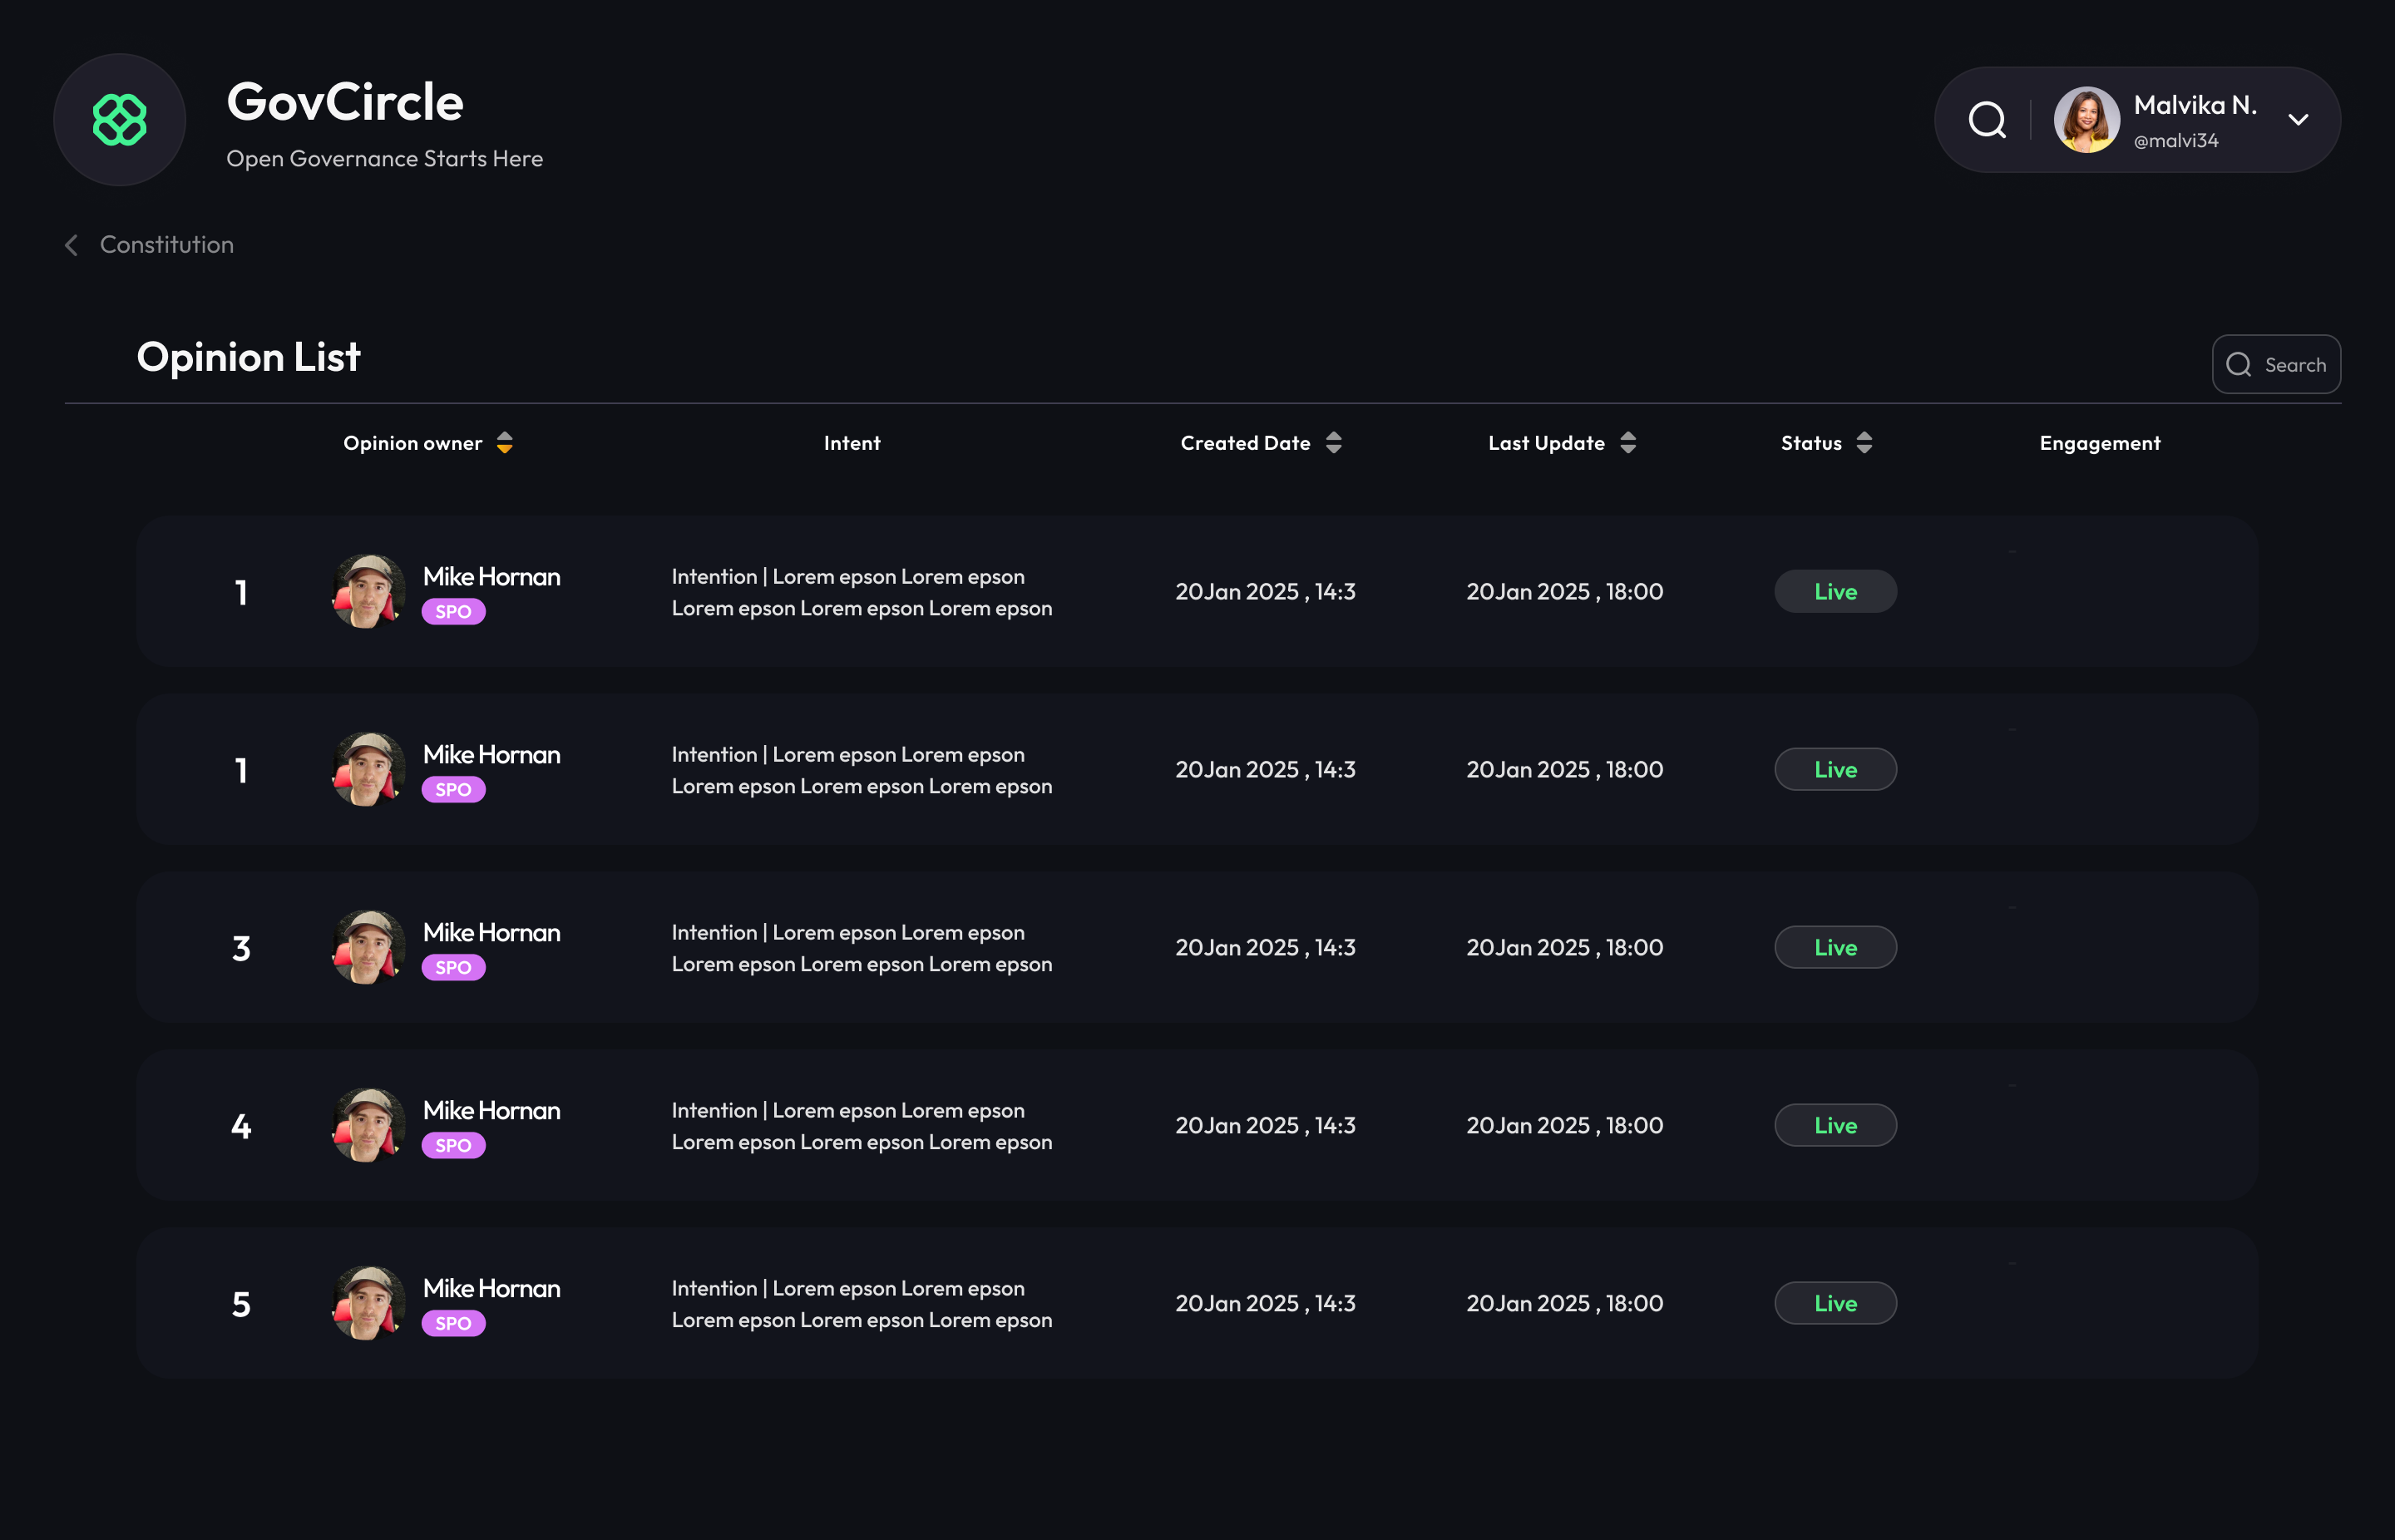 GovCircle
Open Governance Starts Here
Malvika N.
@malvi34
Constitution
Opinion List
Search
Opinion owner Intent Created Date Last Update Status Engagement
1
Mike Hornan
SPO
Intention | Lorem epson Lorem epson
Lorem epson Lorem epson Lorem epson
20Jan 2025 , 14:3
20Jan 2025 , 18:00
Live
1
Mike Hornan
SPO
Intention | Lorem epson Lorem epson
Lorem epson Lorem epson Lorem epson
20Jan 2025 , 14:3
20Jan 2025 , 18:00
Live
3
Mike Hornan
SPO
Intention | Lorem epson Lorem epson
Lorem epson Lorem epson Lorem epson
20Jan 2025 , 14:3
20Jan 2025 , 18:00
Live
4
Mike Hornan
SPO
Intention | Lorem epson Lorem epson
Lorem epson Lorem epson Lorem epson
20Jan 2025 , 14:3
20Jan 2025 , 18:00
Live
5
Mike Hornan
SPO
Intention | Lorem epson Lorem epson
Lorem epson Lorem epson Lorem epson
20Jan 2025 , 14:3
20Jan 2025 , 18:00
Live